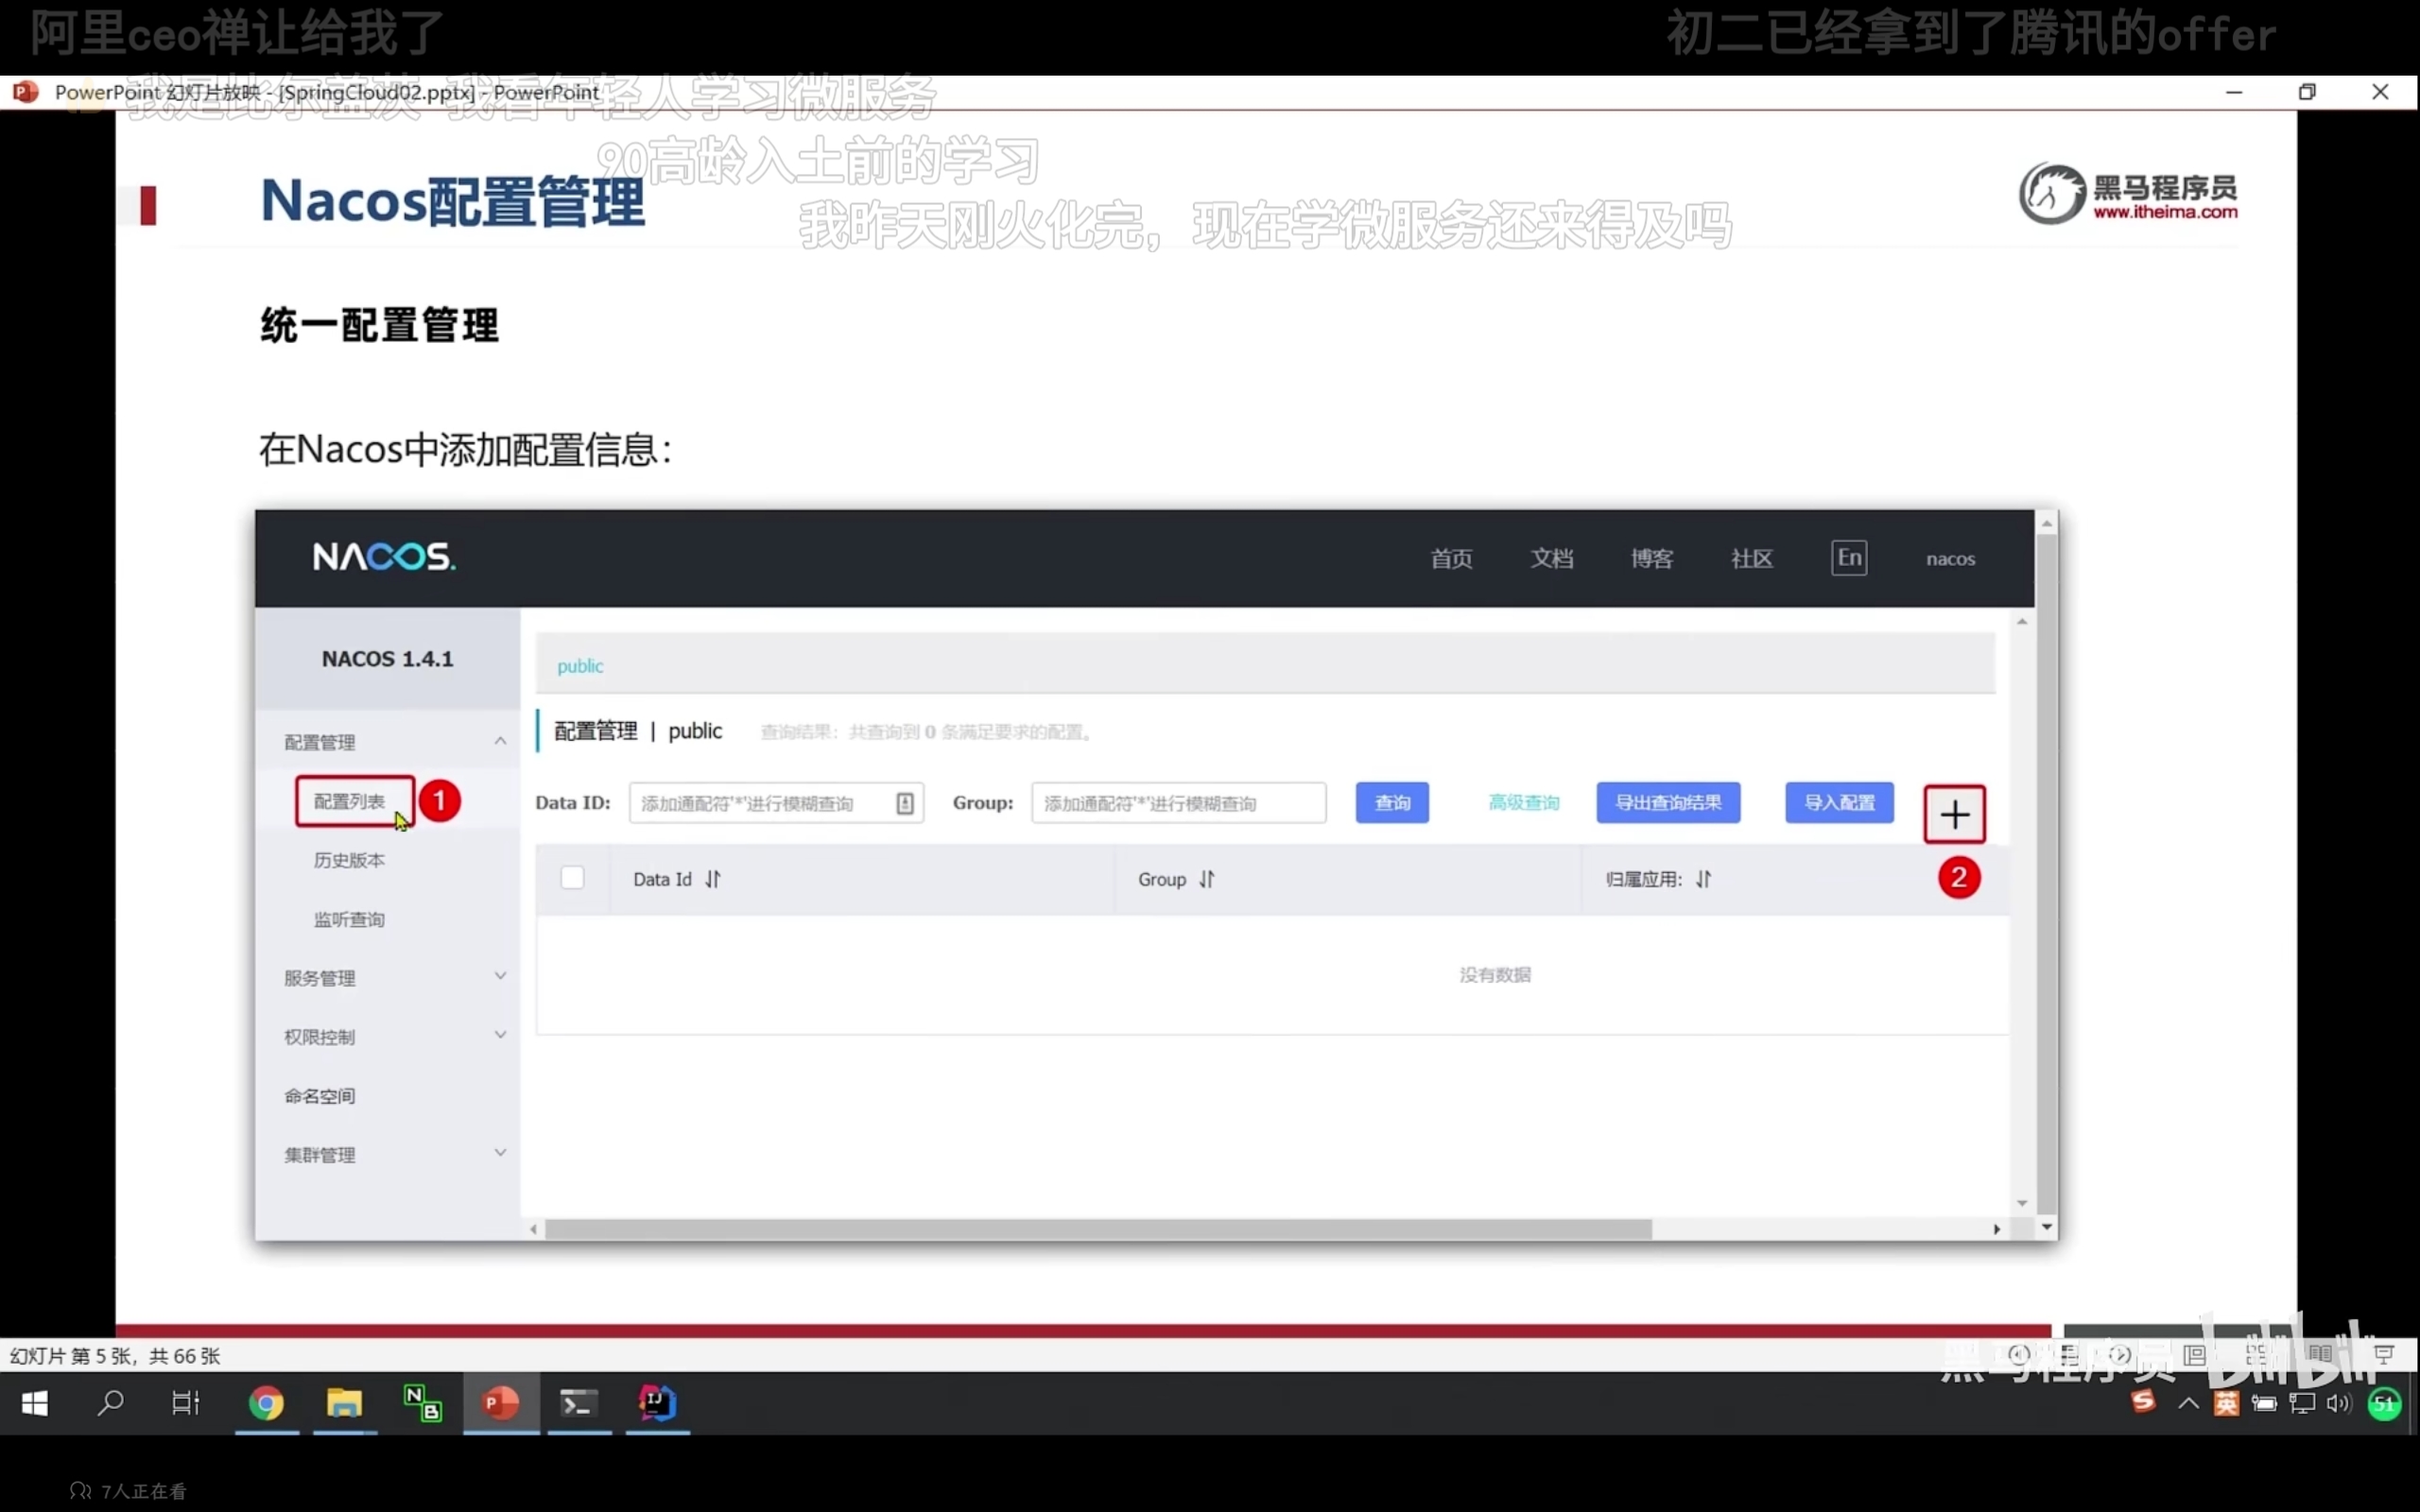 阿里ceo禅让给我了
初二已经拿到了腾讯的offer
PowerPoint 幻灯片放映 - [SpringCloud02.pptx] - PowerPoint
我是比尔盖茨 我看年轻人学习微服务
90高龄入土前的学习
Nacos配置管理
黑马程序员
www.itheima.com
我昨天刚火化完，现在学微服务还来得及吗
统一配置管理
在Nacos中添加配置信息：
NACOS.
首页 文档 博客 社区 En nacos
NACOS 1.4.1
public
配置管理
配置管理 | public 查询结果：共查询到 0 条满足要求的配置。
配置列表 1
Data ID: 添加通配符'*'进行模糊查询 Group: 添加通配符'*'进行模糊查询 查询 高级查询 导出查询结果 导入配置 +
历史版本
Data Id Group 归属应用: 2
监听查询
没有数据
服务管理
权限控制
命名空间
集群管理
幻灯片 第 5 张，共 66 张
黑马程序员 bilibili
英
51
7人正在看